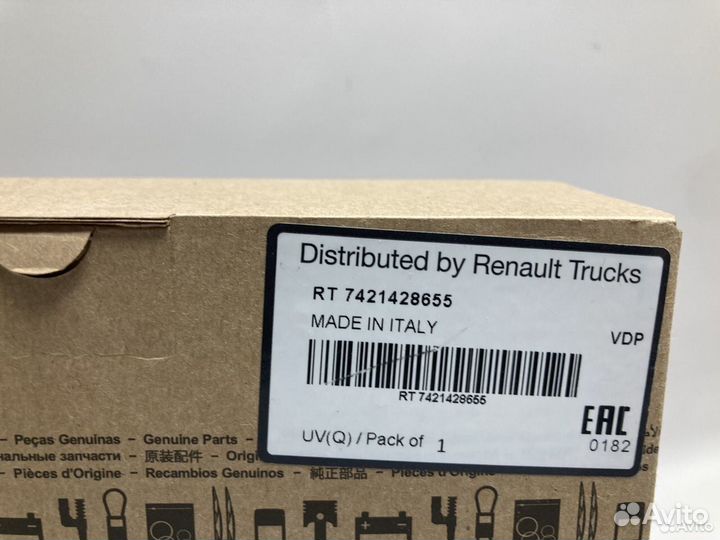 Distributed by Renault Trucks
RT 7421428655
MADE IN ITALY
VDP
RT 7421428655
UV(Q) / Pack of 1
EAC
0182
– Peças Genuinas – Genuine Parts –
нальные запчасти – 原装配件 – Origi
– Pièces d'Origine – Recambios Genuinos – 純正部品 – Pièces d'Origine
Avito